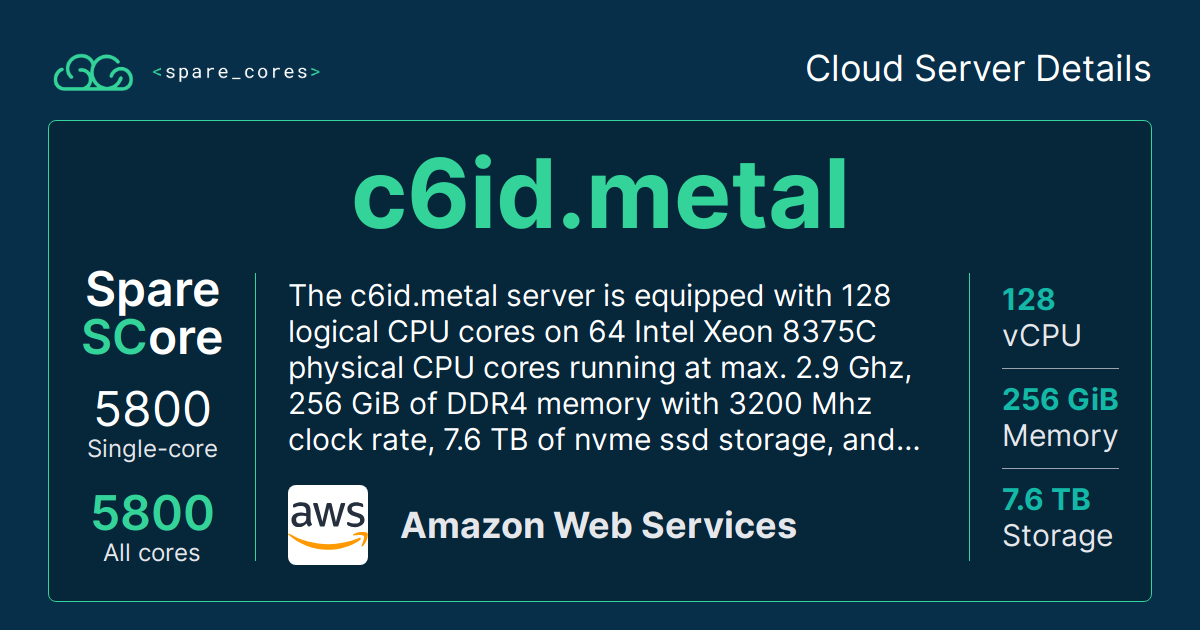 <spare_cores>
Cloud Server Details
c6id.metal
Spare
SCore
5800
Single-core
5800
All cores
The c6id.metal server is equipped with 128
logical CPU cores on 64 Intel Xeon 8375C
physical CPU cores running at max. 2.9 Ghz,
256 GiB of DDR4 memory with 3200 Mhz
clock rate, 7.6 TB of nvme ssd storage, and...
aws
Amazon Web Services
128
vCPU
256 GiB
Memory
7.6 TB
Storage